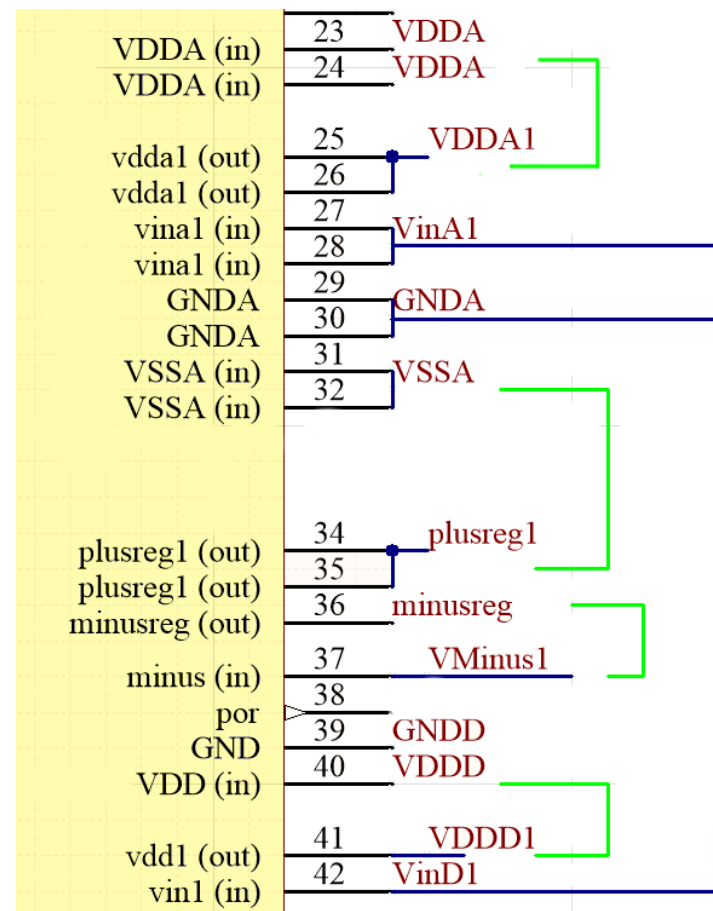 23 VDDA
VDDA (in)
24 VDDA
VDDA (in)
25 VDDA1
vdda1 (out)
26
vdda1 (out)
27 VinA1
vina1 (in)
28
vina1 (in)
29 GNDA
GNDA
30
GNDA
31 VSSA
VSSA (in)
32
VSSA (in)
34 plusreg1
plusreg1 (out)
35
plusreg1 (out)
36 minusreg
minusreg (out)
37 VMinus1
minus (in)
38
por
39 GNDD
GND
40 VDDD
VDD (in)
41 VDDD1
vdd1 (out)
42 VinD1
vin1 (in)